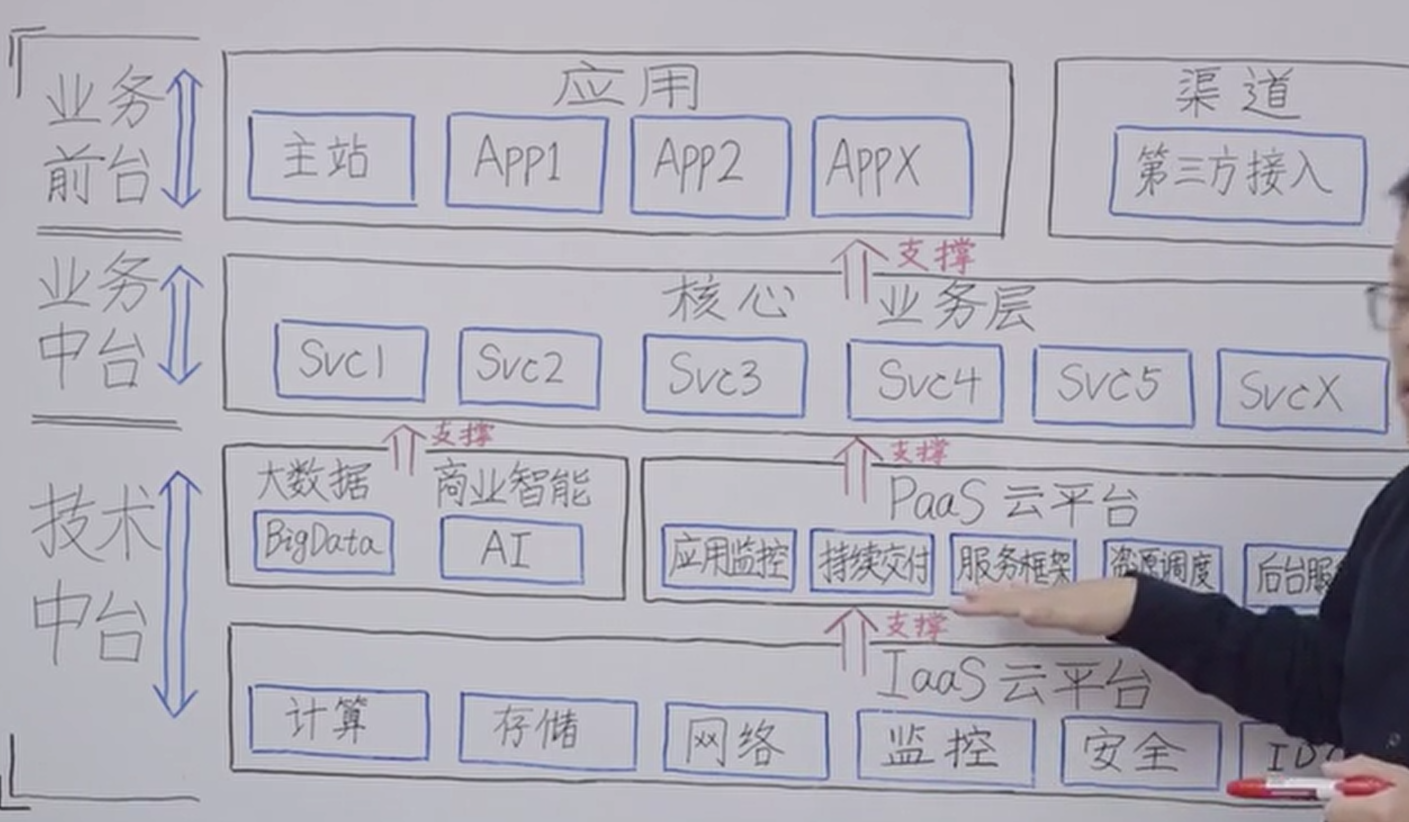 业务
前台
应用
主站
App1
App2
AppX
渠道
第三方接入
支撑
业务
中台
核心 业务层
Svc1
Svc2
Svc3
Svc4
Svc5
SvcX
支撑
支撑
技术
中台
大数据
BigData
商业智能
AI
PaaS 云平台
应用监控
持续交付
服务框架
资源调度
后台服
支撑
IaaS 云平台
计算
存储
网络
监控
安全